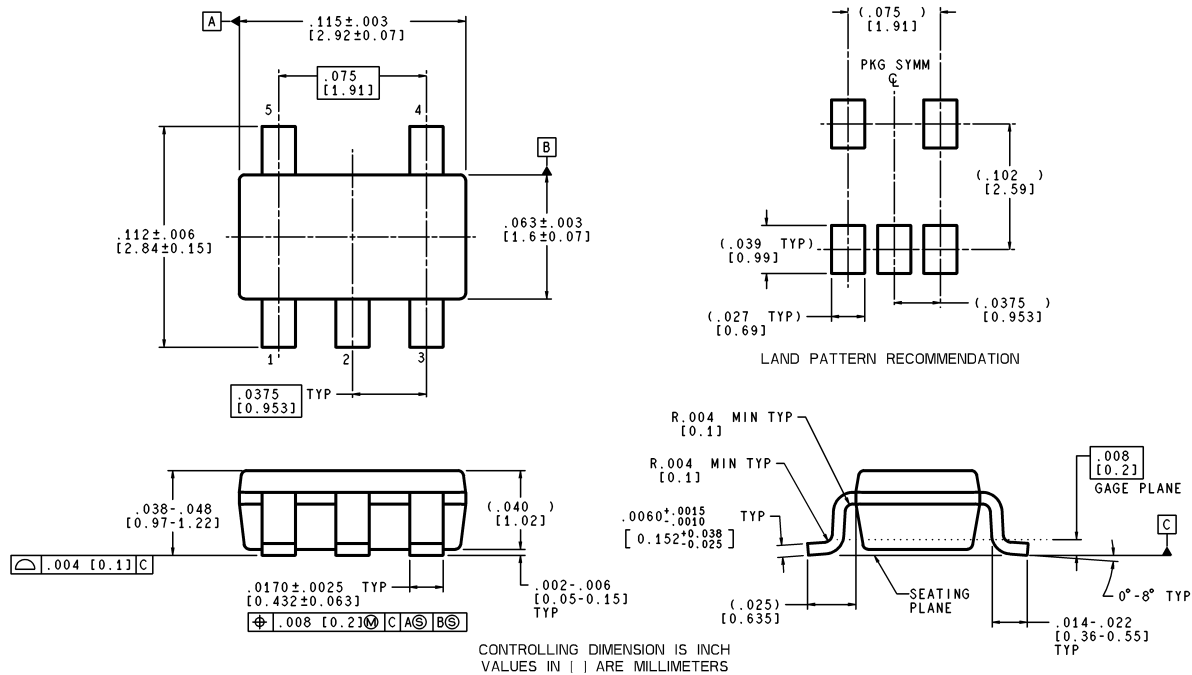 A
.115±.003
[2.92±0.07]
.075
[1.91]
5
4
B
.112±.006
[2.84±0.15]
.063±.003
[1.6±0.07]
1
2
3
.0375
[0.953]
TYP
(.075 )
[1.91]
PKG SYMM
℄
(.102 )
[2.59]
(.039 TYP)
[0.99]
(.027 TYP)
[0.69]
(.0375 )
[0.953]
LAND PATTERN RECOMMENDATION
.038-.048
[0.97-1.22]
(.040 )
[1.02]
⌓ .004 [0.1] C
.0170±.0025 TYP
[0.432±0.063]
⌖ .008 [0.2]Ⓜ C AⓈ BⓈ
.002-.006
[0.05-0.15]
TYP
R.004 MIN TYP
[0.1]
R.004 MIN TYP
[0.1]
.0060+.0015-.0010 TYP
[0.152+0.038-0.025]
.008
[0.2]
GAGE PLANE
C
SEATING
PLANE
0°-8° TYP
(.025)
[0.635]
.014-.022
[0.36-0.55]
TYP
CONTROLLING DIMENSION IS INCH
VALUES IN [ ] ARE MILLIMETERS